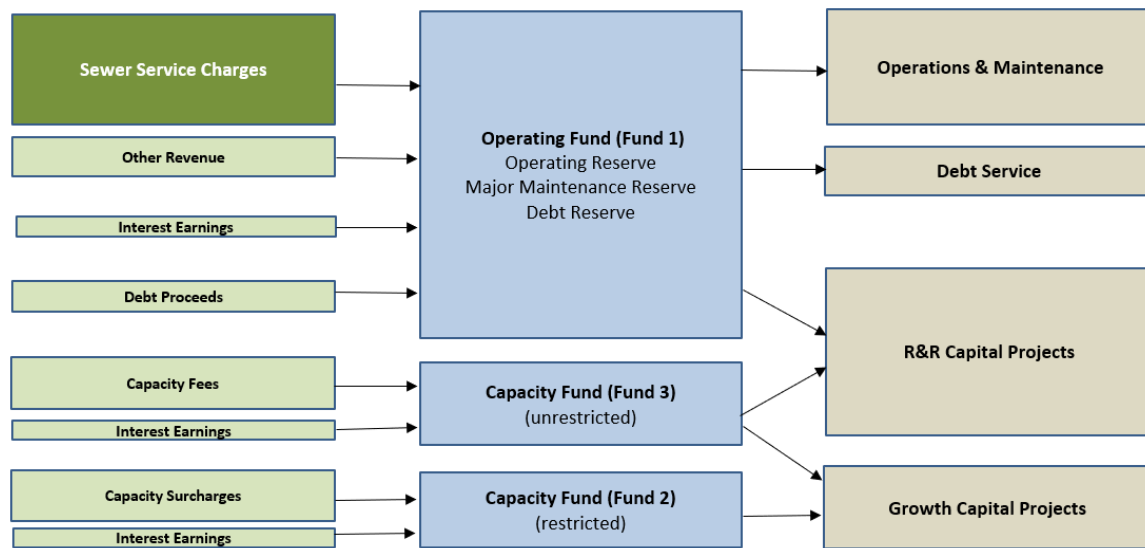 Sewer Service Charges
Other Revenue
Interest Earnings
Debt Proceeds
Capacity Fees
Interest Earnings
Capacity Surcharges
Interest Earnings
Operating Fund (Fund 1)
Operating Reserve
Major Maintenance Reserve
Debt Reserve
Capacity Fund (Fund 3)
(unrestricted)
Capacity Fund (Fund 2)
(restricted)
Operations & Maintenance
Debt Service
R&R Capital Projects
Growth Capital Projects